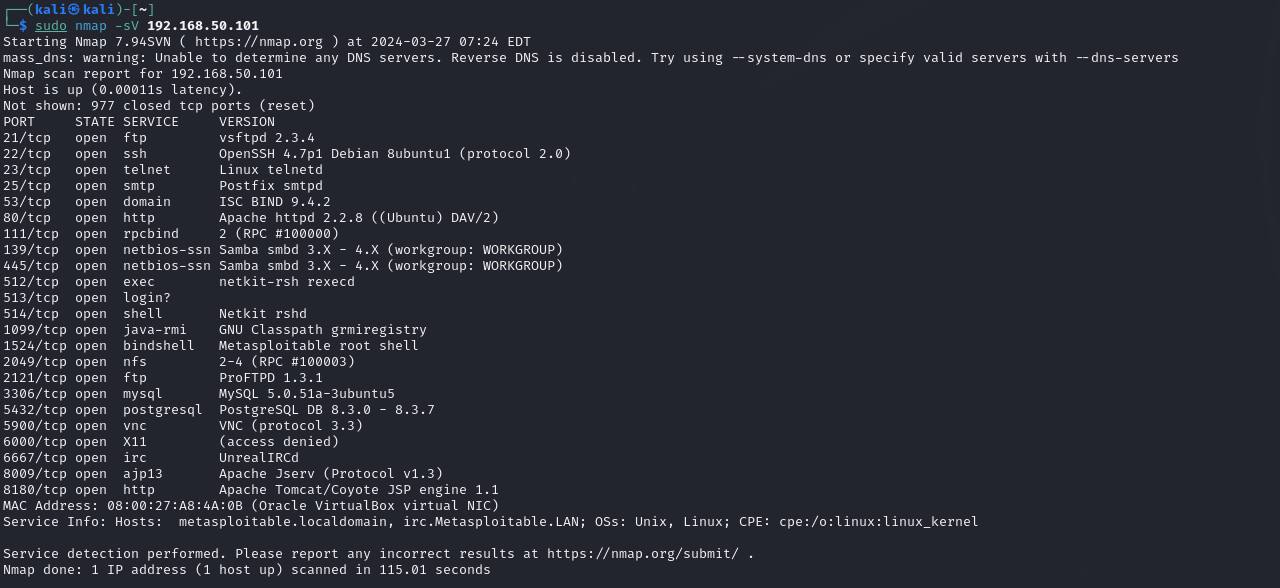 ┌──(kali㉿kali)-[~]
└─$ sudo nmap -sV 192.168.50.101
Starting Nmap 7.94SVN ( https://nmap.org ) at 2024-03-27 07:24 EDT
mass_dns: warning: Unable to determine any DNS servers. Reverse DNS is disabled. Try using --system-dns or specify valid servers with --dns-servers
Nmap scan report for 192.168.50.101
Host is up (0.00011s latency).
Not shown: 977 closed tcp ports (reset)
PORT     STATE SERVICE     VERSION
21/tcp   open  ftp         vsftpd 2.3.4
22/tcp   open  ssh         OpenSSH 4.7p1 Debian 8ubuntu1 (protocol 2.0)
23/tcp   open  telnet      Linux telnetd
25/tcp   open  smtp        Postfix smtpd
53/tcp   open  domain      ISC BIND 9.4.2
80/tcp   open  http        Apache httpd 2.2.8 ((Ubuntu) DAV/2)
111/tcp  open  rpcbind     2 (RPC #100000)
139/tcp  open  netbios-ssn Samba smbd 3.X - 4.X (workgroup: WORKGROUP)
445/tcp  open  netbios-ssn Samba smbd 3.X - 4.X (workgroup: WORKGROUP)
512/tcp  open  exec        netkit-rsh rexecd
513/tcp  open  login?
514/tcp  open  shell       Netkit rshd
1099/tcp open  java-rmi    GNU Classpath grmiregistry
1524/tcp open  bindshell   Metasploitable root shell
2049/tcp open  nfs         2-4 (RPC #100003)
2121/tcp open  ftp         ProFTPD 1.3.1
3306/tcp open  mysql       MySQL 5.0.51a-3ubuntu5
5432/tcp open  postgresql  PostgreSQL DB 8.3.0 - 8.3.7
5900/tcp open  vnc         VNC (protocol 3.3)
6000/tcp open  X11         (access denied)
6667/tcp open  irc         UnrealIRCd
8009/tcp open  ajp13       Apache Jserv (Protocol v1.3)
8180/tcp open  http        Apache Tomcat/Coyote JSP engine 1.1
MAC Address: 08:00:27:A8:4A:0B (Oracle VirtualBox virtual NIC)
Service Info: Hosts:  metasploitable.localdomain, irc.Metasploitable.LAN; OSs: Unix, Linux; CPE: cpe:/o:linux:linux_kernel

Service detection performed. Please report any incorrect results at https://nmap.org/submit/ .
Nmap done: 1 IP address (1 host up) scanned in 115.01 seconds